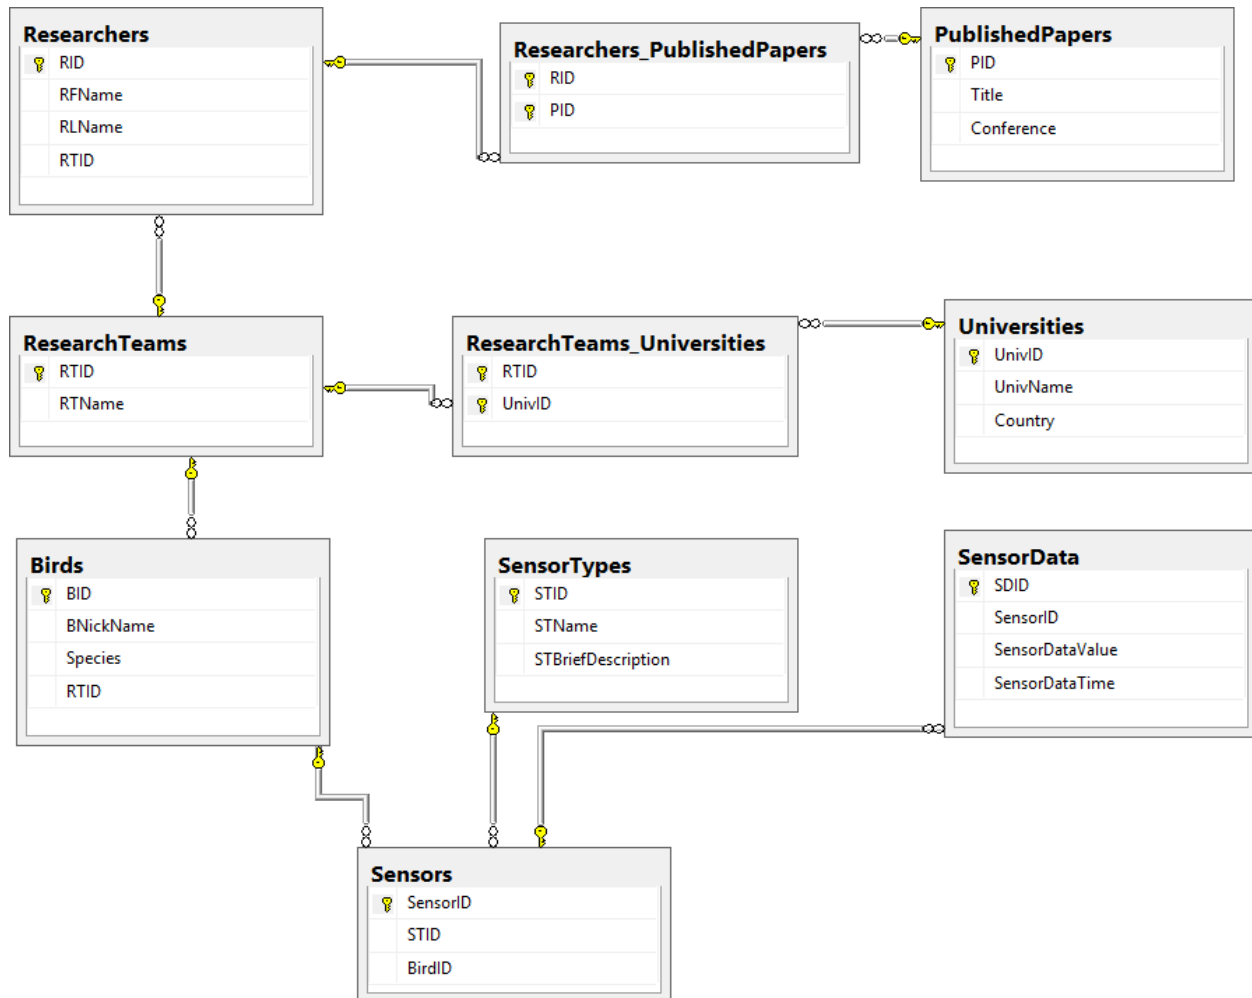 Researchers
RID
RFName
RLName
RTID
Researchers_PublishedPapers
RID
PID
PublishedPapers
PID
Title
Conference
ResearchTeams
RTID
RTName
ResearchTeams_Universities
RTID
UnivID
Universities
UnivID
UnivName
Country
Birds
BID
BNickName
Species
RTID
SensorTypes
STID
STName
STBriefDescription
SensorData
SDID
SensorID
SensorDataValue
SensorDataTime
Sensors
SensorID
STID
BirdID